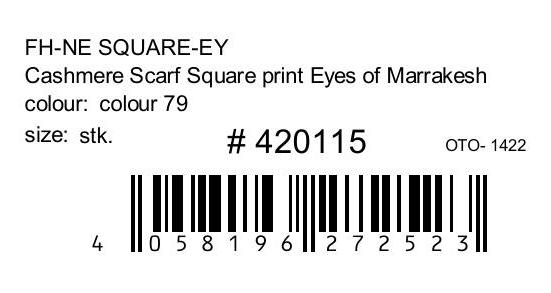 FH-NE SQUARE-EY
Cashmere Scarf Square print Eyes of Marrakesh
colour: colour 79
size: stk.
# 420115
OTO- 1422
4 058196 272523